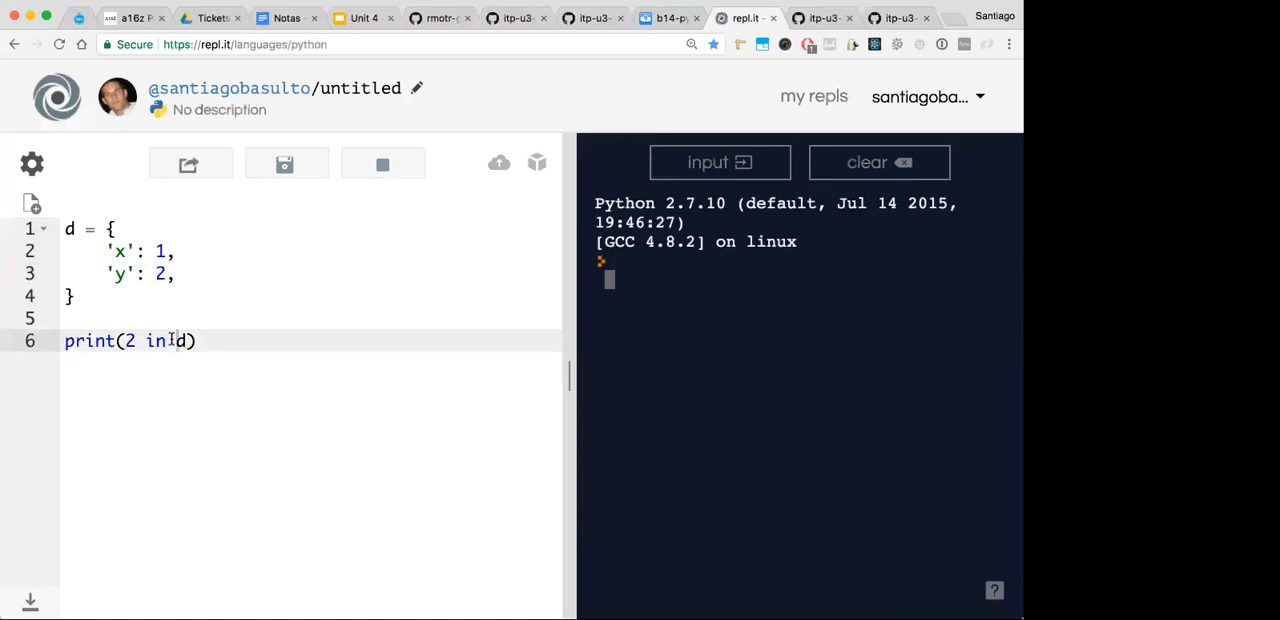 a16z P
Tickets
Notas -
Unit 4
rmotr-
itp-u3-
itp-u3-
b14-py
repl.it -
itp-u3-
itp-u3-
Santiago
Secure
https://repl.it/languages/python
@santiagobasulto/untitled
No description
my repls
santiagoba...
input
clear
1 d = {
2 'x': 1,
3 'y': 2,
4 }
5
6 print(2 in d)
Python 2.7.10 (default, Jul 14 2015,
19:46:27)
[GCC 4.8.2] on linux
?